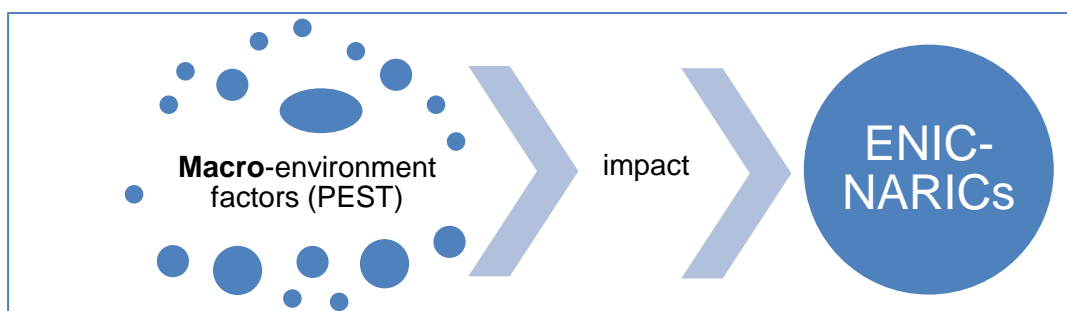 Macro-environment
factors (PEST)
impact
ENIC-
NARICs